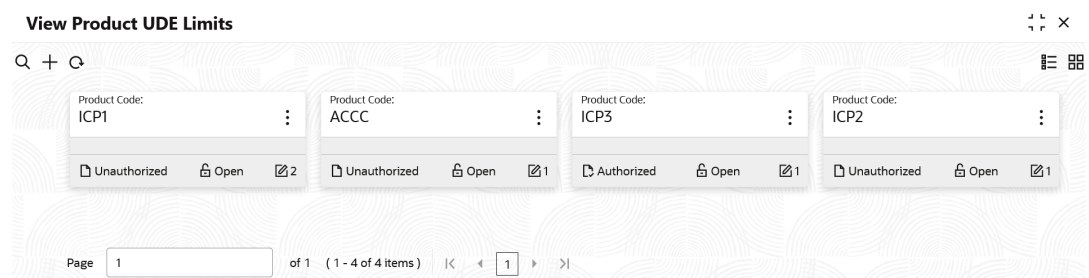 View Product UDE Limits
Product Code:
ICP1
Unauthorized Open 2
Product Code:
ACCC
Unauthorized Open 1
Product Code:
ICP3
Authorized Open 1
Product Code:
ICP2
Unauthorized Open 1
Page 1 of 1 (1 - 4 of 4 items) 1